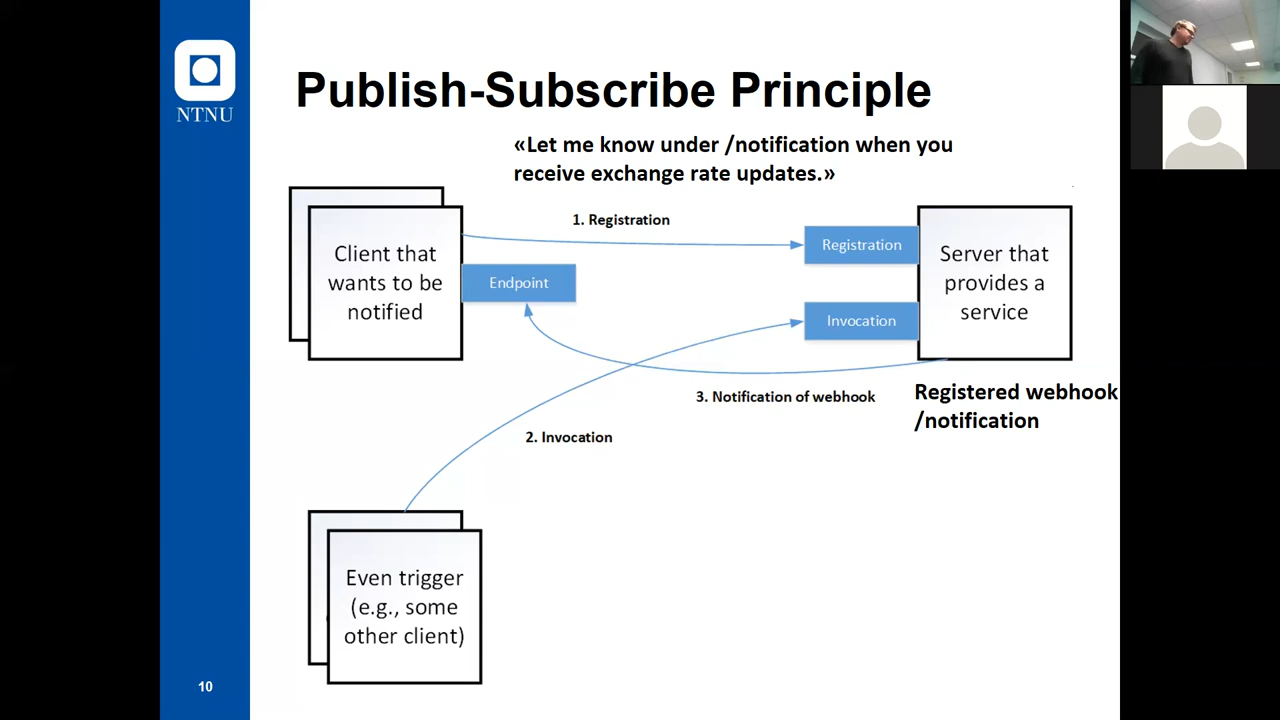 NTNU
Publish-Subscribe Principle
«Let me know under /notification when you
receive exchange rate updates.»
1. Registration
Client that
wants to be
notified
Endpoint
Registration
Invocation
Server that
provides a
service
3. Notification of webhook
Registered webhook
/notification
2. Invocation
Even trigger
(e.g., some
other client)
10